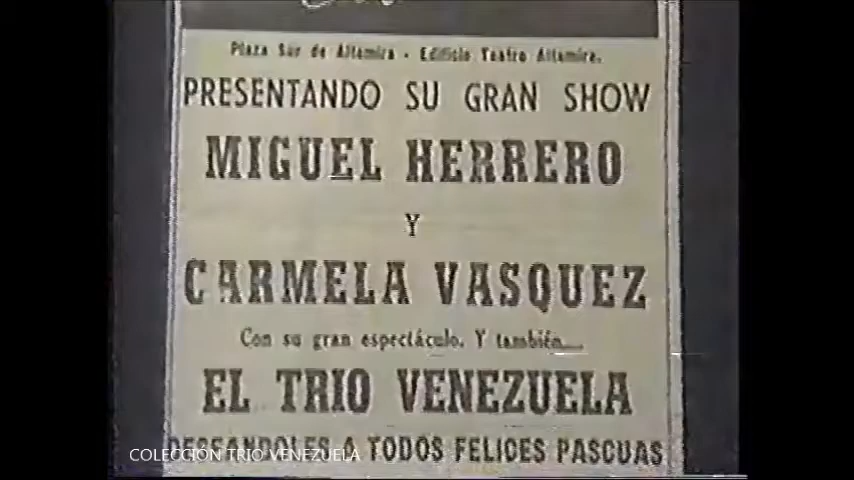 Plaza Sur de Altamira - Edificio Teatro Altamira.
PRESENTANDO SU GRAN SHOW
MIGUEL HERRERO
Y
CARMELA VASQUEZ
Con su gran espectáculo. Y también....
EL TRIO VENEZUELA
DESEANDOLES A TODOS FELICES PASCUAS
COLECCIÓN TRIO VENEZUELA